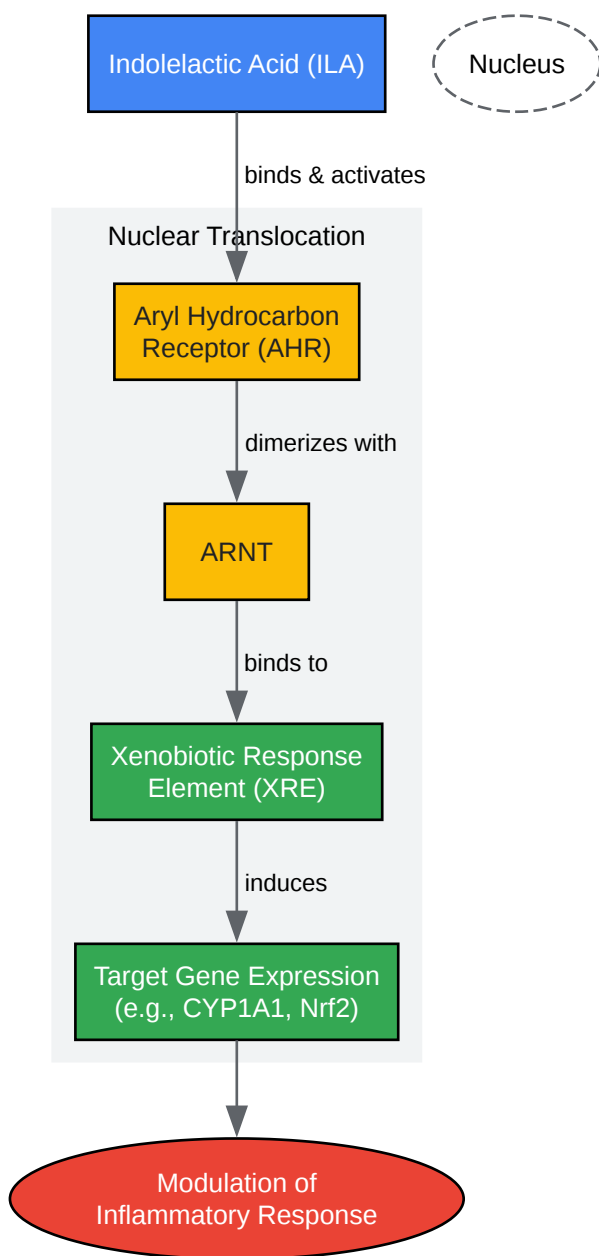 Indolelactic Acid (ILA)
Nucleus
binds & activates
Nuclear Translocation
Aryl Hydrocarbon
Receptor (AHR)
dimerizes with
ARNT
binds to
Xenobiotic Response
Element (XRE)
induces
Target Gene Expression
(e.g., CYP1A1, Nrf2)
Modulation of
Inflammatory Response